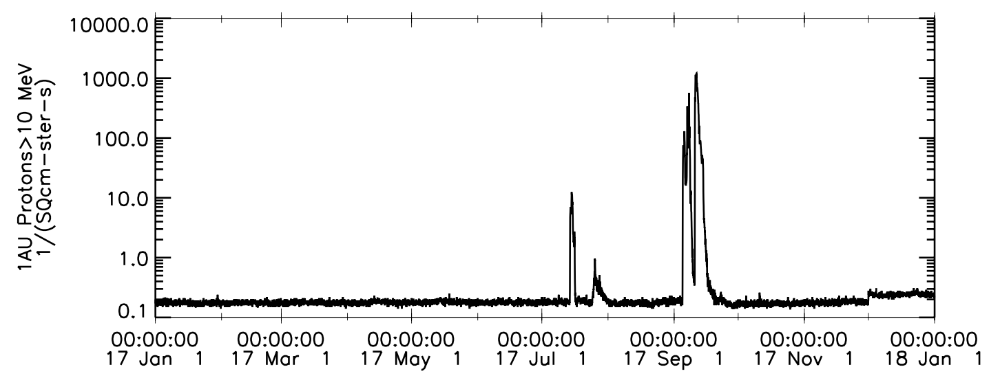 10000.0
1000.0
100.0
10.0
1.0
0.1
1AU Protons>10 MeV
1/(SQcm-ster-s)
00:00:00 00:00:00 00:00:00 00:00:00 00:00:00 00:00:00 00:00:00
17 Jan 1 17 Mar 1 17 May 1 17 Jul 1 17 Sep 1 17 Nov 1 18 Jan 1